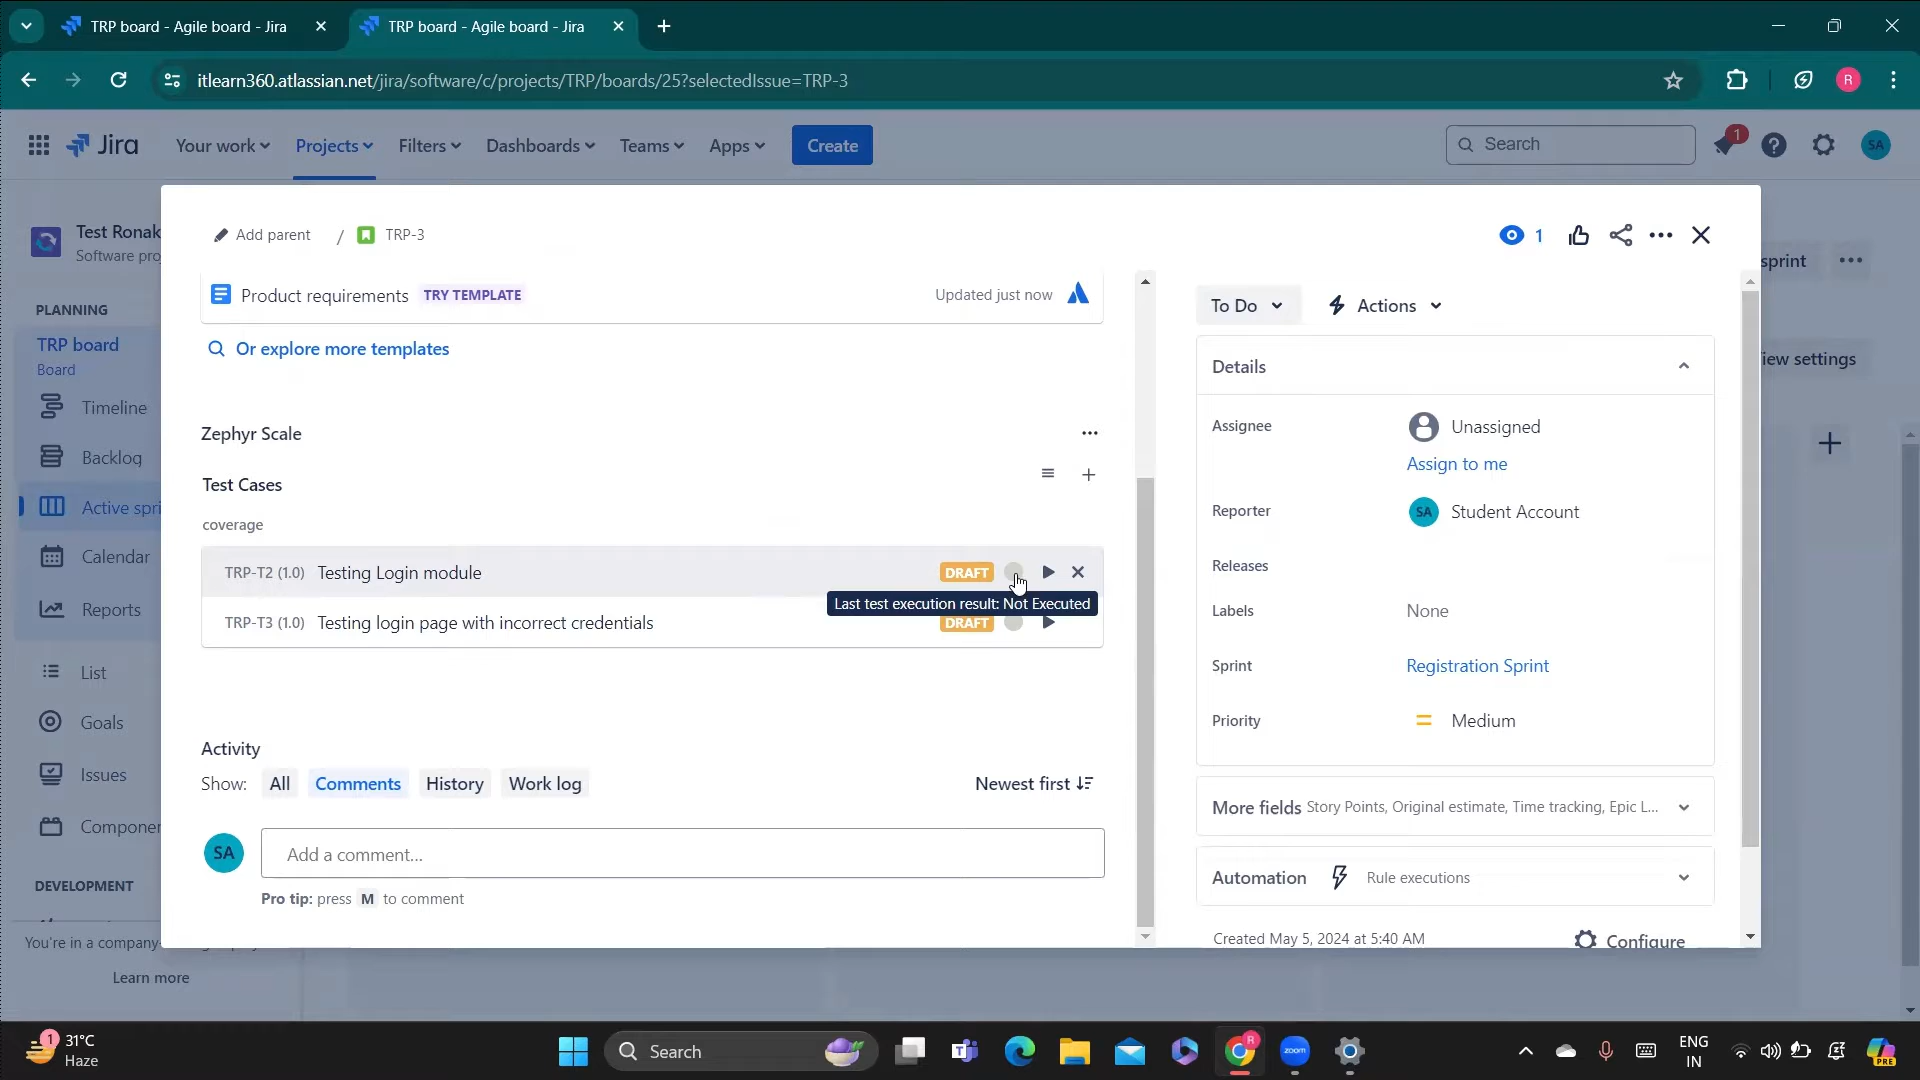 TRP board - Agile board - Jira
TRP board - Agile board - Jira
itlearn360.atlassian.net/jira/software/c/projects/TRP/boards/25?selectedIssue=TRP-3
R
Jira
Your work
Projects
Filters
Dashboards
Teams
Apps
Create
Search
1
SA
Test Ronak
Software pro
PLANNING
TRP board
Board
Timeline
Backlog
Active spri
Calendar
Reports
List
Goals
Issues
Componen
DEVELOPMENT
You're in a company-
Learn more
sprint
iew settings
Add parent / TRP-3
1
Product requirements TRY TEMPLATE Updated just now
Or explore more templates
Zephyr Scale
Test Cases
coverage
TRP-T2 (1.0) Testing Login module DRAFT
Last test execution result: Not Executed
TRP-T3 (1.0) Testing login page with incorrect credentials DRAFT
Activity
Show: All Comments History Work log Newest first
SA Add a comment...
Pro tip: press M to comment
To Do Actions
Details
Assignee Unassigned
Assign to me
Reporter SA Student Account
Releases
Labels None
Sprint Registration Sprint
Priority Medium
More fields Story Points, Original estimate, Time tracking, Epic L...
Automation Rule executions
Created May 5, 2024 at 5:40 AM Configure
1 31°C
Haze
Search
R
zoom
ENG
IN
PRE